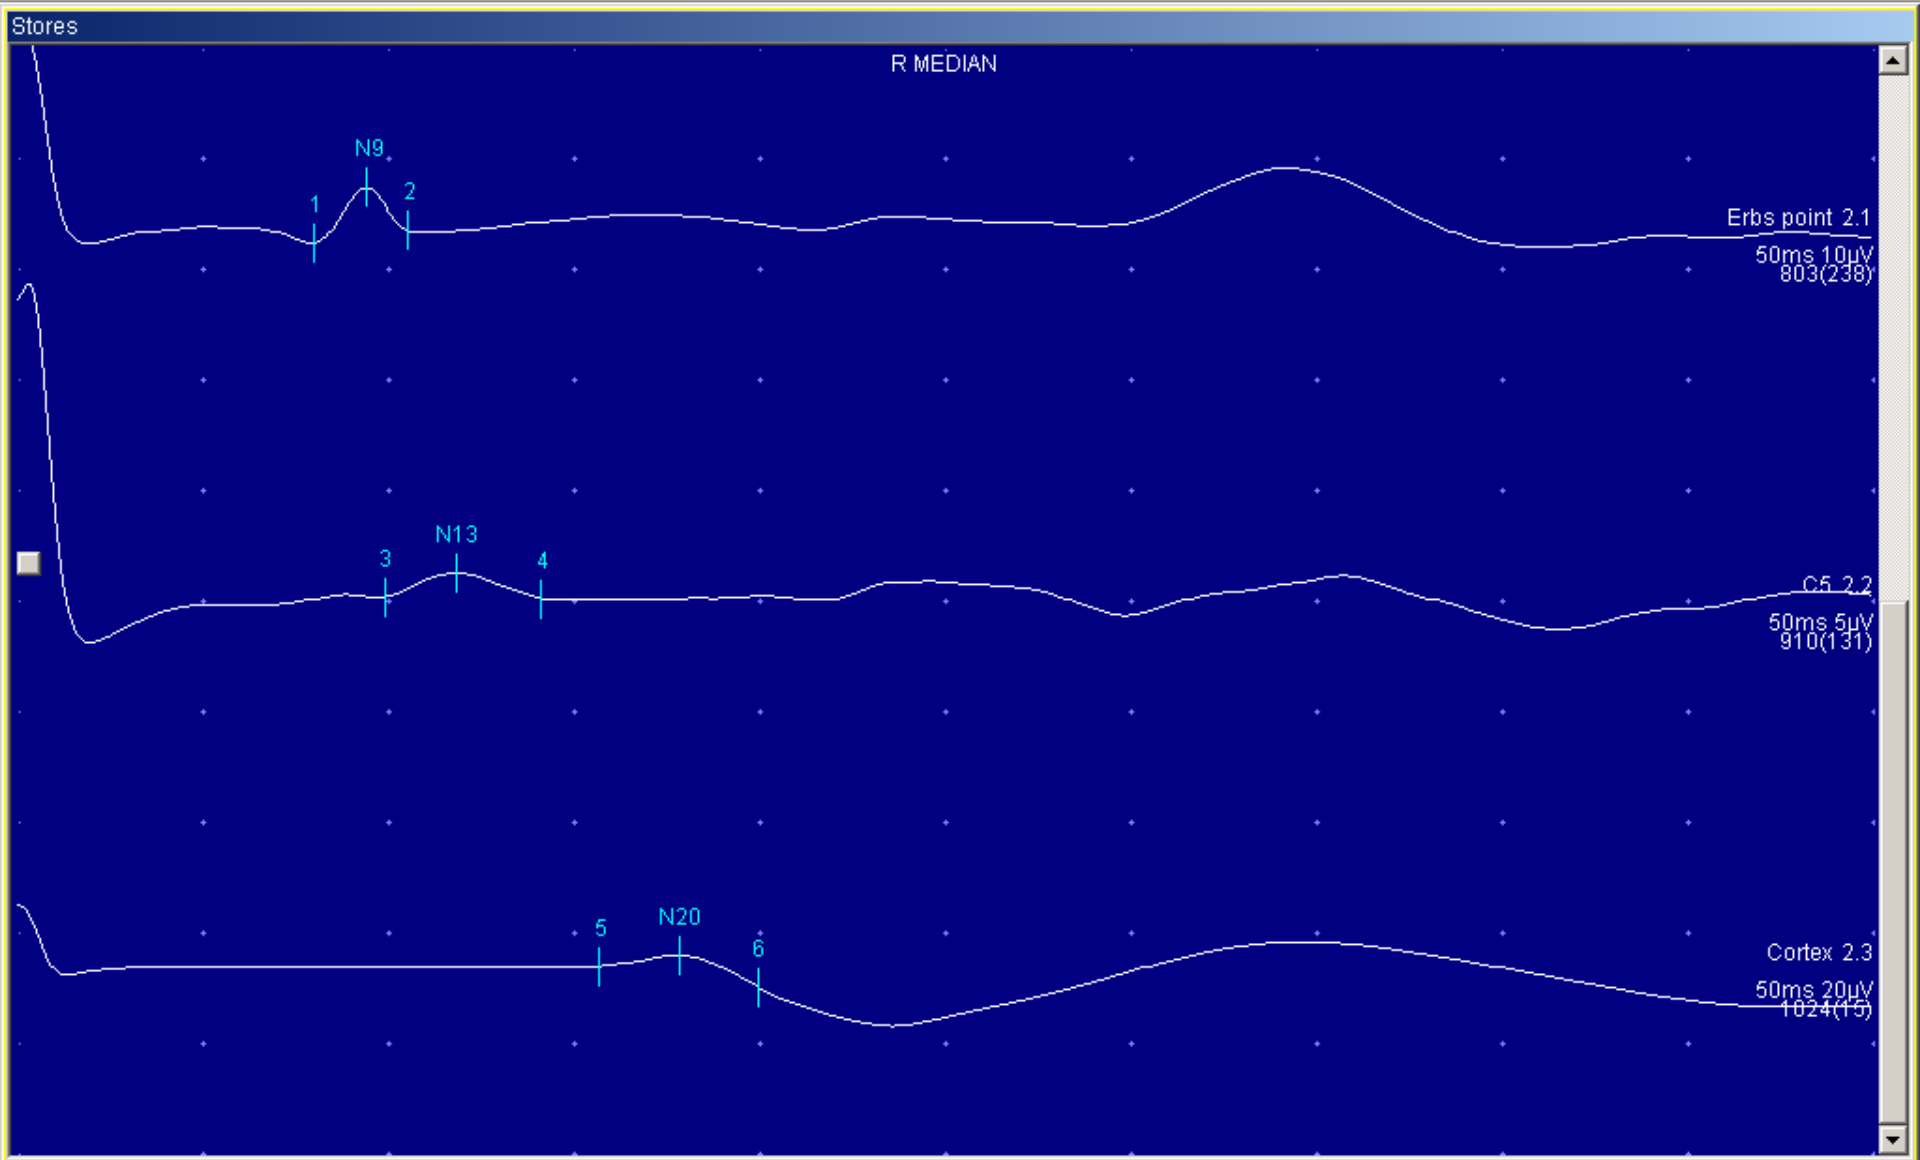 Stores
R MEDIAN
N9
1
2
Erbs point 2.1
50ms 10µV
803(238)
N13
3
4
C5 2.2
50ms 5µV
910(131)
N20
5
6
Cortex 2.3
50ms 20µV
1024(15)